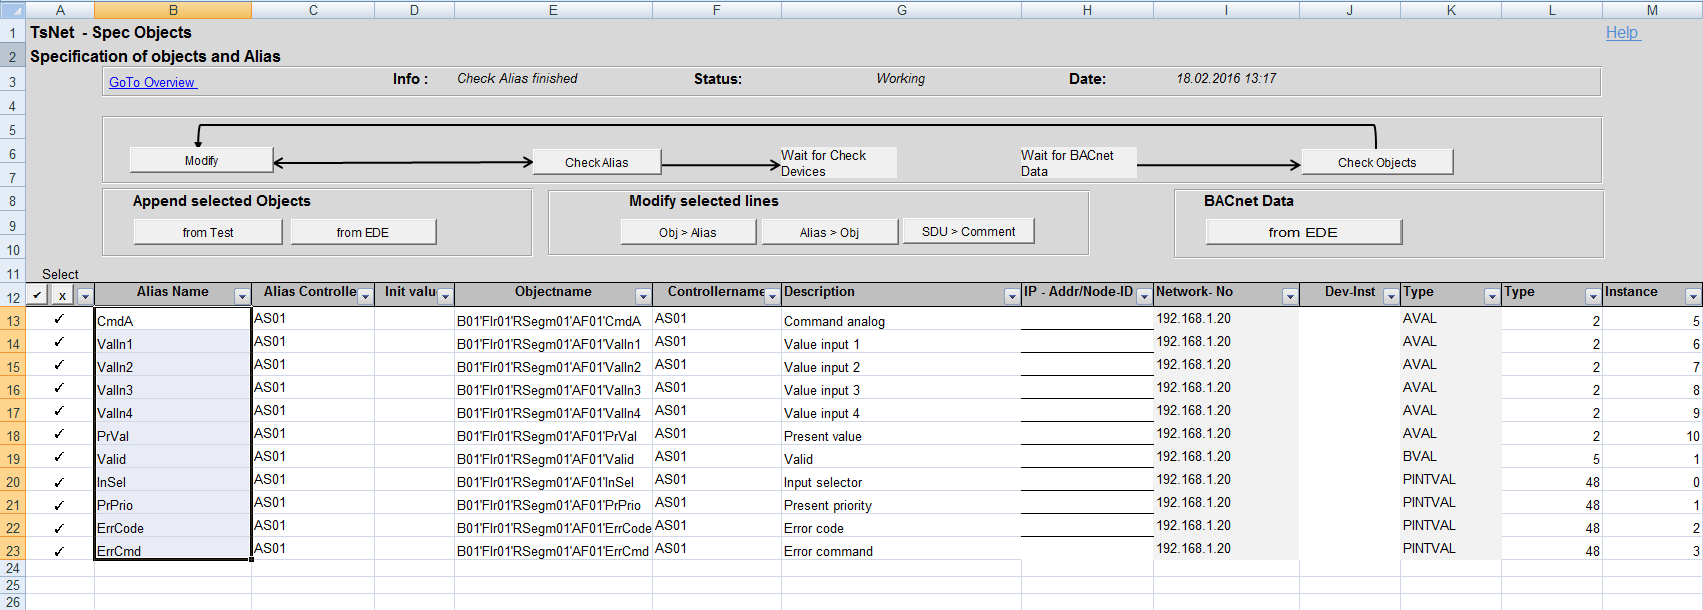 A B C D E F G H I J K L M
1 TsNet - Spec Objects Help
2 Specification of objects and Alias
3 GoTo Overview Info : Check Alias finished Status: Working Date: 18.02.2016 13:17
4
5
6 Modify Check Alias Wait for Check Devices Wait for BACnet Data Check Objects
7
8 Append selected Objects Modify selected lines BACnet Data
9 from Test from EDE Obj > Alias Alias > Obj SDU > Comment from EDE
10
11 Select
12 ✓ x Alias Name Alias Controlle Init valu Objectname Controllername Description IP - Addr/Node-ID Network- No Dev-Inst Type Type Instance
13 ✓ CmdA AS01 B01'Flr01'RSegm01'AF01'CmdA AS01 Command analog 192.168.1.20 AVAL 2 5
14 ✓ ValIn1 AS01 B01'Flr01'RSegm01'AF01'ValIn1 AS01 Value input 1 192.168.1.20 AVAL 2 6
15 ✓ ValIn2 AS01 B01'Flr01'RSegm01'AF01'ValIn2 AS01 Value input 2 192.168.1.20 AVAL 2 7
16 ✓ ValIn3 AS01 B01'Flr01'RSegm01'AF01'ValIn3 AS01 Value input 3 192.168.1.20 AVAL 2 8
17 ✓ ValIn4 AS01 B01'Flr01'RSegm01'AF01'ValIn4 AS01 Value input 4 192.168.1.20 AVAL 2 9
18 ✓ PrVal AS01 B01'Flr01'RSegm01'AF01'PrVal AS01 Present value 192.168.1.20 AVAL 2 10
19 ✓ Valid AS01 B01'Flr01'RSegm01'AF01'Valid AS01 Valid 192.168.1.20 BVAL 5 1
20 ✓ InSel AS01 B01'Flr01'RSegm01'AF01'InSel AS01 Input selector 192.168.1.20 PINTVAL 48 0
21 ✓ PrPrio AS01 B01'Flr01'RSegm01'AF01'PrPrio AS01 Present priority 192.168.1.20 PINTVAL 48 1
22 ✓ ErrCode AS01 B01'Flr01'RSegm01'AF01'ErrCode AS01 Error code 192.168.1.20 PINTVAL 48 2
23 ✓ ErrCmd AS01 B01'Flr01'RSegm01'AF01'ErrCmd AS01 Error command 192.168.1.20 PINTVAL 48 3
24
25
26